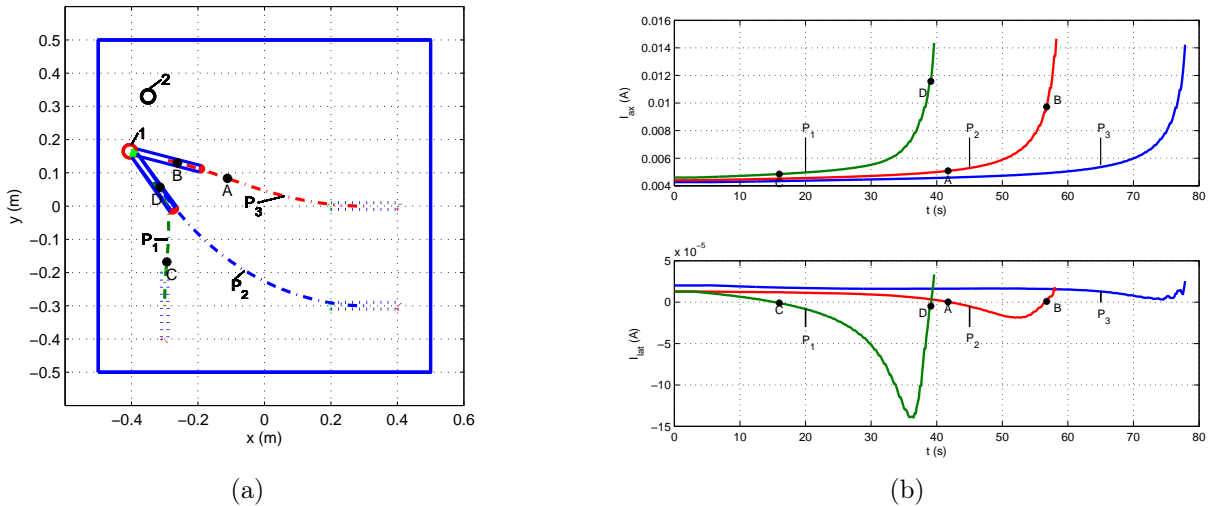 0.5
0.4
0.3
0.2
0.1
0
−0.1
−0.2
−0.3
−0.4
−0.5
y (m)
−0.4 −0.2 0 0.2 0.4 0.6
x (m)
2
1
B
A
D
P3
P1
C
P2
(a)
0.016
0.014
0.012
0.01
0.008
0.006
0.004
I_ax (A)
0 10 20 30 40 50 60 70 80
t (s)
D
B
P1
P2
P3
C
A
x 10^−5
5
0
−5
−10
−15
I_lat (A)
0 10 20 30 40 50 60 70 80
t (s)
C
D
A
B
P1
P2
P3
(b)